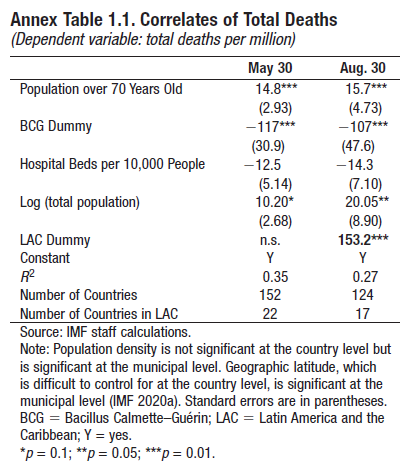 Annex Table 1.1. Correlates of Total Deaths
(Dependent variable: total deaths per million)
May 30 Aug. 30
Population over 70 Years Old 14.8*** 15.7***
(2.93) (4.73)
BCG Dummy −117*** −107***
(30.9) (47.6)
Hospital Beds per 10,000 People −12.5 −14.3
(5.14) (7.10)
Log (total population) 10.20* 20.05**
(2.68) (8.90)
LAC Dummy n.s. 153.2***
Constant Y Y
R2 0.35 0.27
Number of Countries 152 124
Number of Countries in LAC 22 17
Source: IMF staff calculations.
Note: Population density is not significant at the country level but
is significant at the municipal level. Geographic latitude, which
is difficult to control for at the country level, is significant at the
municipal level (IMF 2020a). Standard errors are in parentheses.
BCG = Bacillus Calmette–Guérin; LAC = Latin America and the
Caribbean; Y = yes.
*p = 0.1; **p = 0.05; ***p = 0.01.